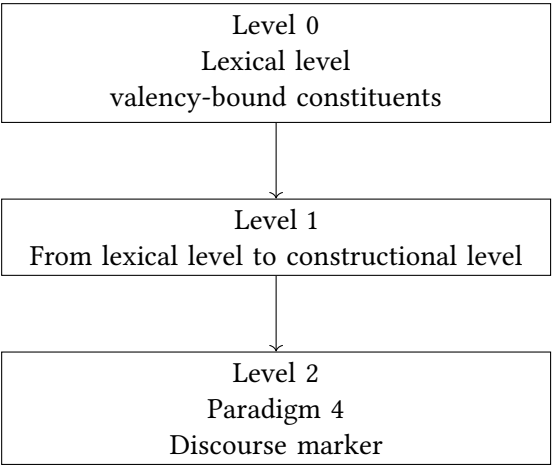 Level 0
Lexical level
valency-bound constituents
Level 1
From lexical level to constructional level
Level 2
Paradigm 4
Discourse marker